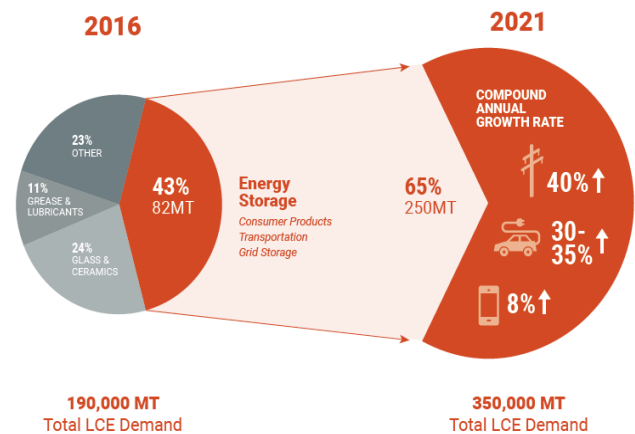 2016
2021
23%
OTHER
11%
GREASE &
LUBRICANTS
24%
GLASS &
CERAMICS
43%
82MT
Energy
Storage
Consumer Products
Transportation
Grid Storage
65%
250MT
COMPOUND
ANNUAL
GROWTH RATE
40%
30-
35%
8%
190,000 MT
Total LCE Demand
350,000 MT
Total LCE Demand